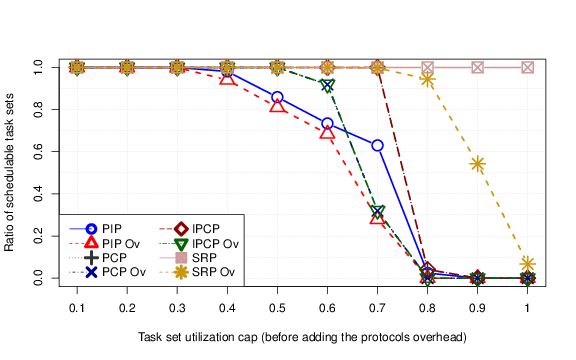 Ratio of schedulable task sets
1.0
0.8
0.6
0.4
0.2
0.0
PIP IPCP
PIP Ov IPCP Ov
PCP SRP
PCP Ov SRP Ov
0.1 0.2 0.3 0.4 0.5 0.6 0.7 0.8 0.9 1
Task set utilization cap (before adding the protocols overhead)